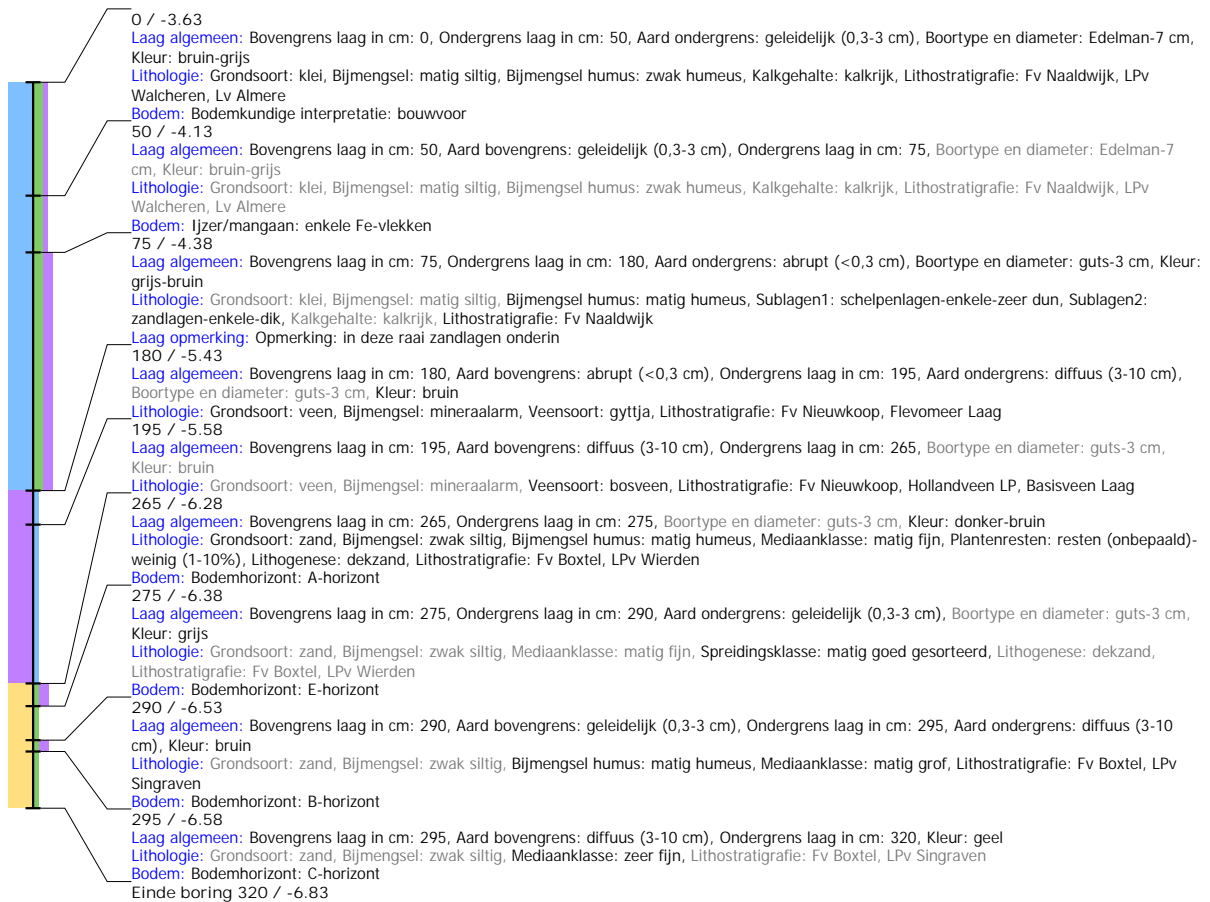 0 / -3.63
Laag algemeen: Bovengrens laag in cm: 0, Ondergrens laag in cm: 50, Aard ondergrens: geleidelijk (0,3-3 cm), Boortype en diameter: Edelman-7 cm,
Kleur: bruin-grijs
Lithologie: Grondsoort: klei, Bijmengsel: matig siltig, Bijmengsel humus: zwak humeus, Kalkgehalte: kalkrijk, Lithostratigrafie: Fv Naaldwijk, LPv
Walcheren, Lv Almere
Bodem: Bodemkundige interpretatie: bouwvoor
50 / -4.13
Laag algemeen: Bovengrens laag in cm: 50, Aard bovengrens: geleidelijk (0,3-3 cm), Ondergrens laag in cm: 75, Boortype en diameter: Edelman-7
cm, Kleur: bruin-grijs
Lithologie: Grondsoort: klei, Bijmengsel: matig siltig, Bijmengsel humus: zwak humeus, Kalkgehalte: kalkrijk, Lithostratigrafie: Fv Naaldwijk, LPv
Walcheren, Lv Almere
Bodem: Ijzer/mangaan: enkele Fe-vlekken
75 / -4.38
Laag algemeen: Bovengrens laag in cm: 75, Ondergrens laag in cm: 180, Aard ondergrens: abrupt (<0,3 cm), Boortype en diameter: guts-3 cm, Kleur:
grijs-bruin
Lithologie: Grondsoort: klei, Bijmengsel: matig siltig, Bijmengsel humus: matig humeus, Sublagen1: schelpenlagen-enkele-zeer dun, Sublagen2:
zandlagen-enkele-dik, Kalkgehalte: kalkrijk, Lithostratigrafie: Fv Naaldwijk
Laag opmerking: Opmerking: in deze raai zandlagen onderin
180 / -5.43
Laag algemeen: Bovengrens laag in cm: 180, Aard bovengrens: abrupt (<0,3 cm), Ondergrens laag in cm: 195, Aard ondergrens: diffuus (3-10 cm),
Boortype en diameter: guts-3 cm, Kleur: bruin
Lithologie: Grondsoort: veen, Bijmengsel: mineraalarm, Veensoort: gyttja, Lithostratigrafie: Fv Nieuwkoop, Flevomeer Laag
195 / -5.58
Laag algemeen: Bovengrens laag in cm: 195, Aard bovengrens: diffuus (3-10 cm), Ondergrens laag in cm: 265, Boortype en diameter: guts-3 cm,
Kleur: bruin
Lithologie: Grondsoort: veen, Bijmengsel: mineraalarm, Veensoort: bosveen, Lithostratigrafie: Fv Nieuwkoop, Hollandveen LP, Basisveen Laag
265 / -6.28
Laag algemeen: Bovengrens laag in cm: 265, Ondergrens laag in cm: 275, Boortype en diameter: guts-3 cm, Kleur: donker-bruin
Lithologie: Grondsoort: zand, Bijmengsel: zwak siltig, Bijmengsel humus: matig humeus, Mediaanklasse: matig fijn, Plantenresten: resten (onbepaald)-
weinig (1-10%), Lithogenese: dekzand, Lithostratigrafie: Fv Boxtel, LPv Wierden
Bodem: Bodemhorizont: A-horizont
275 / -6.38
Laag algemeen: Bovengrens laag in cm: 275, Ondergrens laag in cm: 290, Aard ondergrens: geleidelijk (0,3-3 cm), Boortype en diameter: guts-3 cm,
Kleur: grijs
Lithologie: Grondsoort: zand, Bijmengsel: zwak siltig, Mediaanklasse: matig fijn, Spreidingsklasse: matig goed gesorteerd, Lithogenese: dekzand,
Lithostratigrafie: Fv Boxtel, LPv Wierden
Bodem: Bodemhorizont: E-horizont
290 / -6.53
Laag algemeen: Bovengrens laag in cm: 290, Aard bovengrens: geleidelijk (0,3-3 cm), Ondergrens laag in cm: 295, Aard ondergrens: diffuus (3-10
cm), Kleur: bruin
Lithologie: Grondsoort: zand, Bijmengsel: zwak siltig, Bijmengsel humus: matig humeus, Mediaanklasse: matig grof, Lithostratigrafie: Fv Boxtel, LPv
Singraven
Bodem: Bodemhorizont: B-horizont
295 / -6.58
Laag algemeen: Bovengrens laag in cm: 295, Aard bovengrens: diffuus (3-10 cm), Ondergrens laag in cm: 320, Kleur: geel
Lithologie: Grondsoort: zand, Bijmengsel: zwak siltig, Mediaanklasse: zeer fijn, Lithostratigrafie: Fv Boxtel, LPv Singraven
Bodem: Bodemhorizont: C-horizont
Einde boring 320 / -6.83